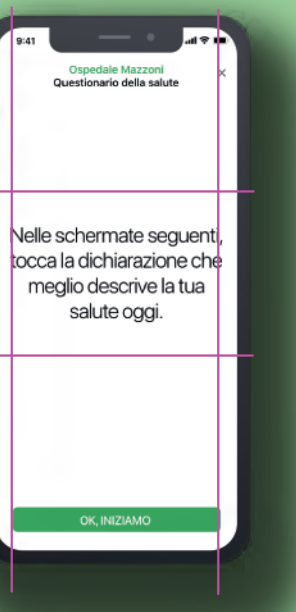 9:41
Ospedale Mazzoni
Questionario della salute
×
Nelle schermate seguenti,
tocca la dichiarazione che
meglio descrive la tua
salute oggi.
OK, INIZIAMO